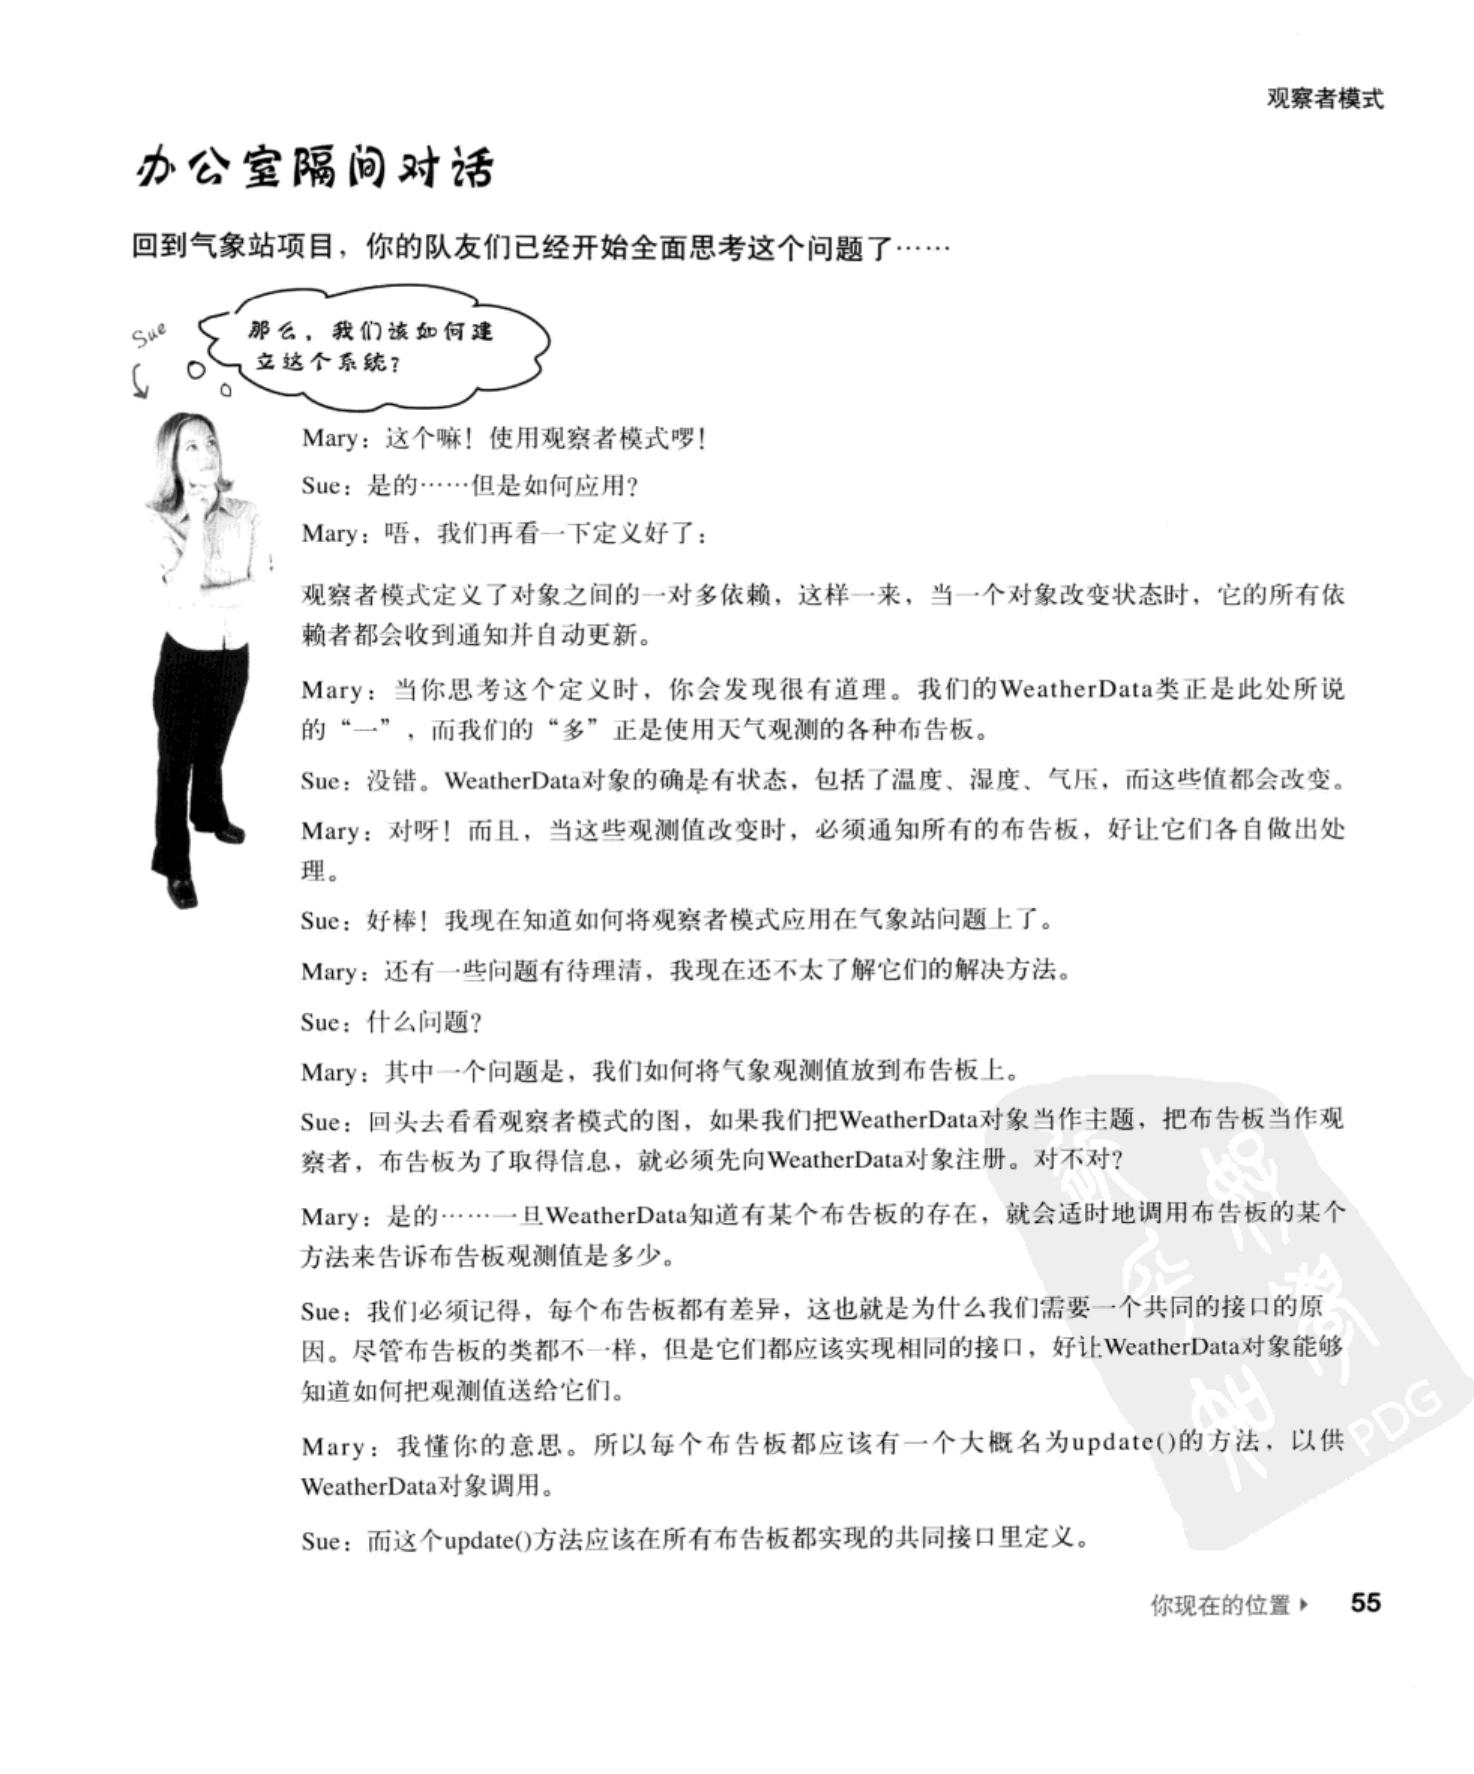 观察者模式
办公室隔间对话
回到气象站项目，你的队友们已经开始全面思考这个问题了……
Sue
那么，我们该如何建
立这个系统？
Mary：这个嘛！使用观察者模式啰！
Sue：是的……但是如何应用？
Mary：唔，我们再看一下定义好了：
观察者模式定义了对象之间的一对多依赖，这样一来，当一个对象改变状态时，它的所有依
赖者都会收到通知并自动更新。
Mary：当你思考这个定义时，你会发现很有道理。我们的WeatherData类正是此处所说
的“一”，而我们的“多”正是使用天气观测的各种布告板。
Sue：没错。WeatherData对象的确是有状态，包括了温度、湿度、气压，而这些值都会改变。
Mary：对呀！而且，当这些观测值改变时，必须通知所有的布告板，好让它们各自做出处
理。
Sue：好棒！我现在知道如何将观察者模式应用在气象站问题上了。
Mary：还有一些问题有待理清，我现在还不太了解它们的解决方法。
Sue：什么问题？
Mary：其中一个问题是，我们如何将气象观测值放到布告板上。
Sue：回头去看看观察者模式的图，如果我们把WeatherData对象当作主题，把布告板当作观
察者，布告板为了取得信息，就必须先向WeatherData对象注册。对不对？
Mary：是的……一旦WeatherData知道有某个布告板的存在，就会适时地调用布告板的某个
方法来告诉布告板观测值是多少。
Sue：我们必须记得，每个布告板都有差异，这也就是为什么我们需要一个共同的接口的原
因。尽管布告板的类都不一样，但是它们都应该实现相同的接口，好让WeatherData对象能够
知道如何把观测值送给它们。
Mary：我懂你的意思。所以每个布告板都应该有一个大概名为update()的方法，以供
WeatherData对象调用。
Sue：而这个update()方法应该在所有布告板都实现的共同接口里定义。
PDG
你现在的位置 ▸ 55